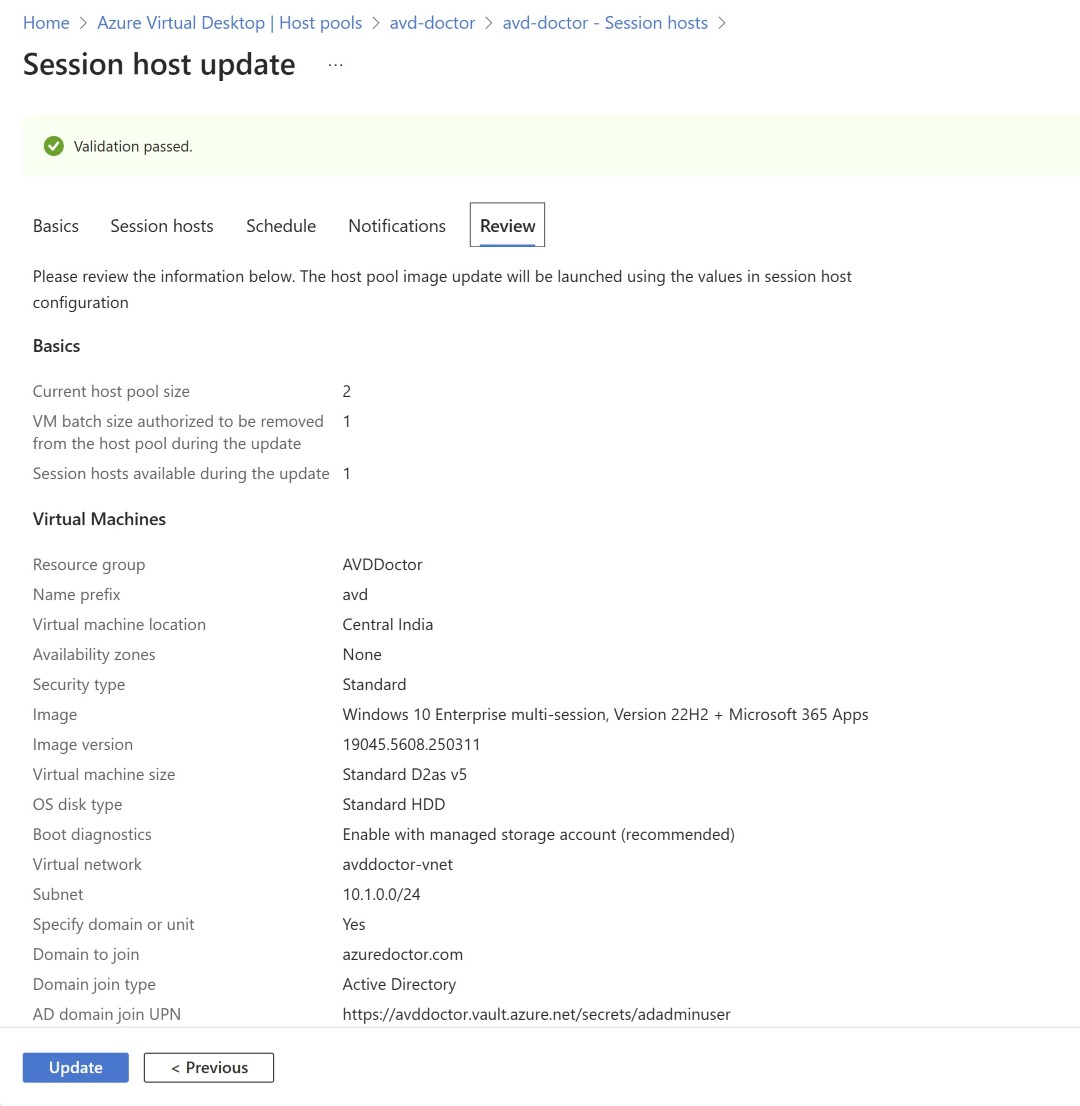 Home > Azure Virtual Desktop | Host pools > avd-doctor > avd-doctor - Session hosts >
Session host update ...
Validation passed.
Basics Session hosts Schedule Notifications Review
Please review the information below. The host pool image update will be launched using the values in session host
configuration
Basics
Current host pool size 2
VM batch size authorized to be removed 1
from the host pool during the update
Session hosts available during the update 1
Virtual Machines
Resource group AVDDoctor
Name prefix avd
Virtual machine location Central India
Availability zones None
Security type Standard
Image Windows 10 Enterprise multi-session, Version 22H2 + Microsoft 365 Apps
Image version 19045.5608.250311
Virtual machine size Standard D2as v5
OS disk type Standard HDD
Boot diagnostics Enable with managed storage account (recommended)
Virtual network avddoctor-vnet
Subnet 10.1.0.0/24
Specify domain or unit Yes
Domain to join azuredoctor.com
Domain join type Active Directory
AD domain join UPN https://avddoctor.vault.azure.net/secrets/adadminuser
Update < Previous